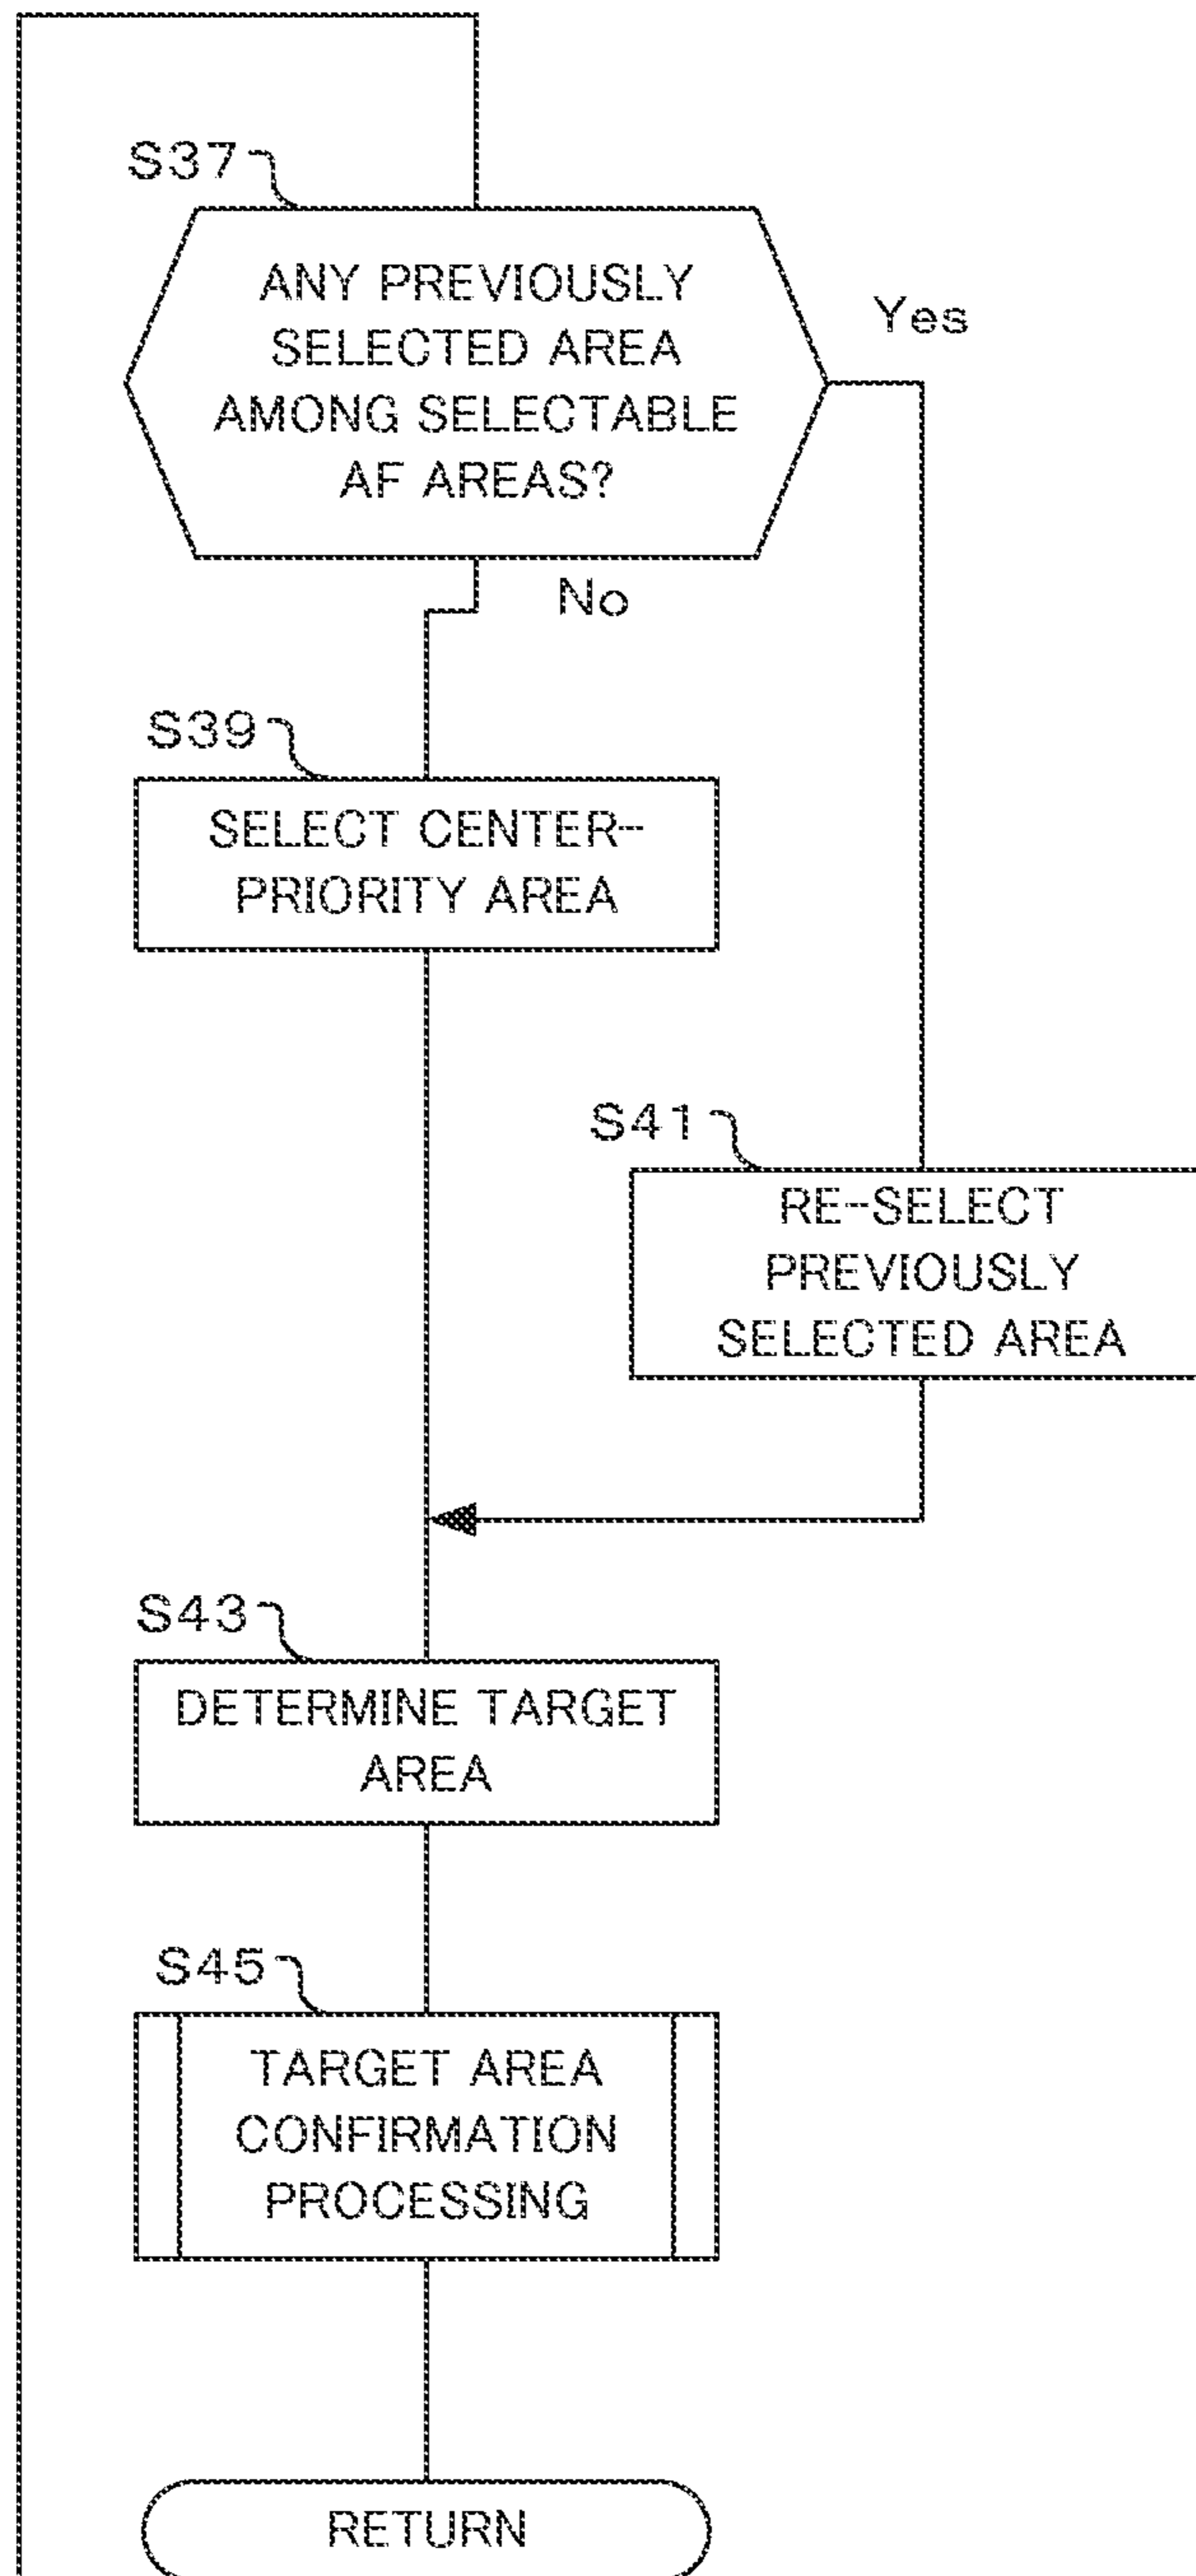 S37
ANY PREVIOUSLY
SELECTED AREA
AMONG SELECTABLE
AF AREAS?
Yes
No
S39
SELECT CENTER-
PRIORITY AREA
S41
RE-SELECT
PREVIOUSLY
SELECTED AREA
S43
DETERMINE TARGET
AREA
S45
TARGET AREA
CONFIRMATION
PROCESSING
RETURN